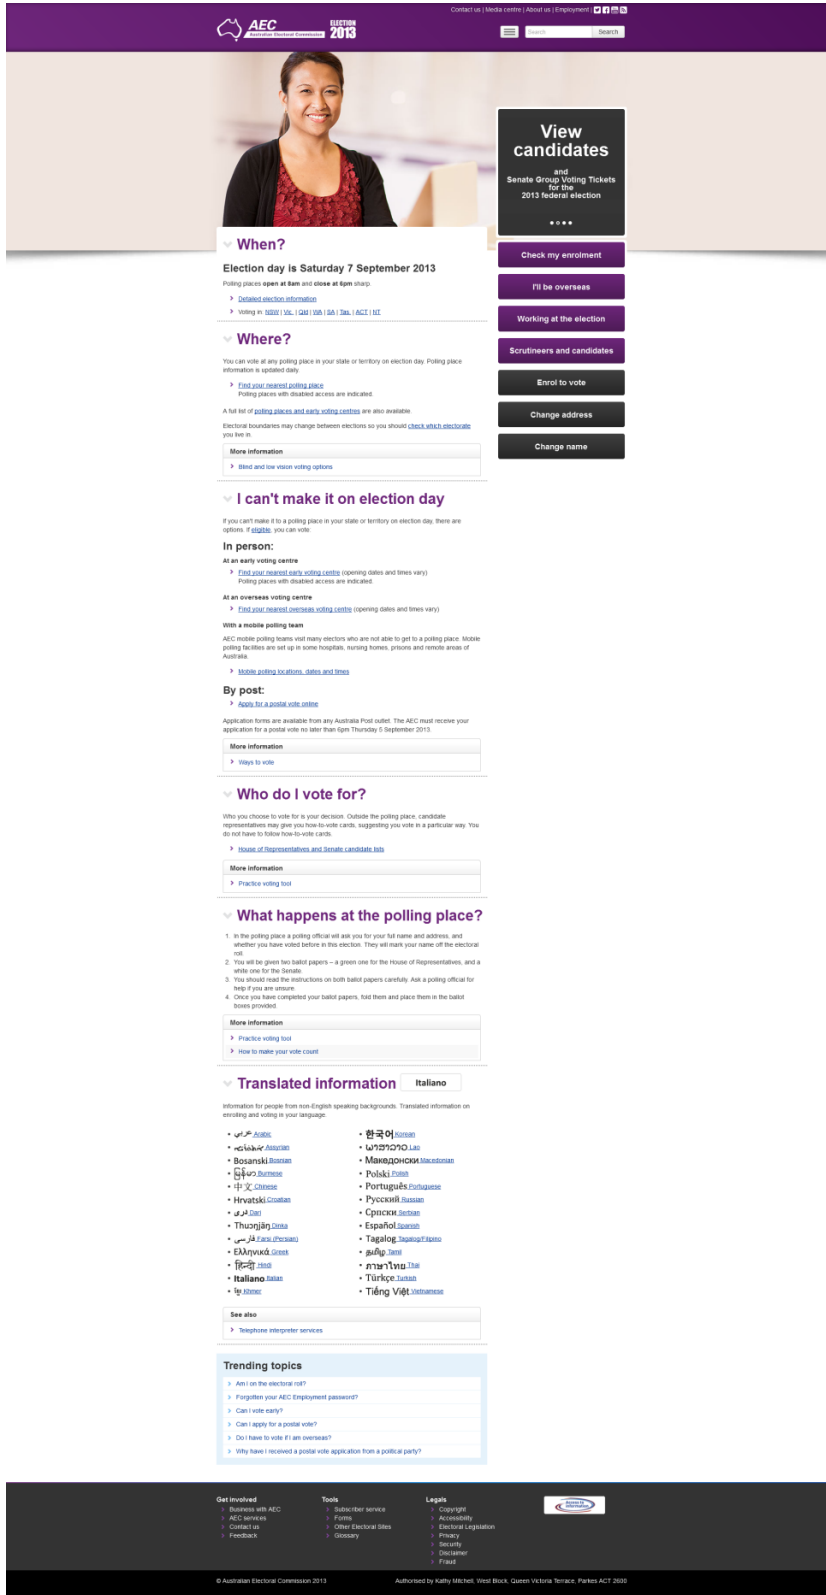 Contact us | Media centre | About us | Employment |
AEC
Australian Electoral Commission
ELECTION
2013
Search
Search
View
candidates
and
Senate Group Voting Tickets
for the
2013 federal election
Check my enrolment
I'll be overseas
Working at the election
Scrutineers and candidates
Enrol to vote
Change address
Change name
When?
Election day is Saturday 7 September 2013
Polling places open at 8am and close at 6pm sharp
Detailed election information
Voting in: NSW | Vic. | Qld | WA | SA | Tas. | ACT | NT
Where?
You can vote at any polling place in your state or territory on election day. Polling place
information is updated daily.
Find your nearest polling place
Polling places with disabled access are indicated.
A full list of polling places and early voting centres are also available.
Electoral boundaries may change between elections so you should check which electorate
you live in
More information
Blind and low vision voting options
I can't make it on election day
If you can't make it to a polling place in your state or territory on election day, there are
options. If eligible, you can vote:
In person:
At an early voting centre
Find your nearest early voting centre (opening dates and times vary)
Polling places with disabled access are indicated.
At an overseas voting centre
Find your nearest overseas voting centre (opening dates and times vary)
With a mobile polling team
AEC mobile polling teams visit many electors who are not able to get to a polling place. Mobile
polling facilities are set up in some hospitals, nursing homes, prisons and remote areas of
Australia.
Mobile polling locations, dates and times
By post:
Apply for a postal vote online
Application forms are available from any Australia Post outlet. The AEC must receive your
application for a postal vote no later than 6pm Thursday 5 September 2013.
More information
Ways to vote
Who do I vote for?
Who you choose to vote for is your decision. Outside the polling place, candidate
representatives may give you how-to-vote cards, suggesting you vote in a particular way. You
do not have to follow how-to-vote cards.
House of Representatives and Senate candidate lists
More information
Practice voting tool
What happens at the polling place?
1. In the polling place a polling official will ask you for your full name and address, and
whether you have voted before in this election. They will mark your name off the electoral
roll.
2. You will be given two ballot papers – a green one for the House of Representatives, and a
white one for the Senate.
3. You should read the instructions on both ballot papers carefully. Ask a polling official for
help if you are unsure.
4. Once you have completed your ballot papers, fold them and place them in the ballot
boxes provided.
More information
Practice voting tool
How to make your vote count
Translated information
Italiano
Information for people from non-English speaking backgrounds. Translated information on
enrolling and voting in your language
عربي Arabic
Assyrian
Bosanski Bosnian
မြန်မာ Burmese
中文 Chinese
Hrvatski Croatian
دری Dari
Thuɔŋjäŋ Dinka
فارسی Farsi (Persian)
Ελληνικά Greek
हिन्दी Hindi
Italiano Italian
ខ្មែរ Khmer
한국어 Korean
ພາສາລາວ Lao
Македонски Macedonian
Polski Polish
Português Portuguese
Русский Russian
Српски Serbian
Español Spanish
Tagalog Tagalog/Filipino
தமிழ் Tamil
ภาษาไทย Thai
Türkçe Turkish
Tiếng Việt Vietnamese
See also
Telephone interpreter services
Trending topics
Am I on the electoral roll?
Forgotten your AEC Employment password?
Can I vote early?
Can I apply for a postal vote?
Do I have to vote if I am overseas?
Why have I received a postal vote application from a political party?
Get involved
Business with AEC
AEC services
Contact us
Feedback
Tools
Subscriber service
Forms
Other Electoral Sites
Glossary
Legals
Copyright
Accessibility
Electoral Legislation
Privacy
Security
Disclaimer
Fraud
Access to
Information
© Australian Electoral Commission 2013
Authorised by Kathy Mitchell, West Block, Queen Victoria Terrace, Parkes ACT 2600